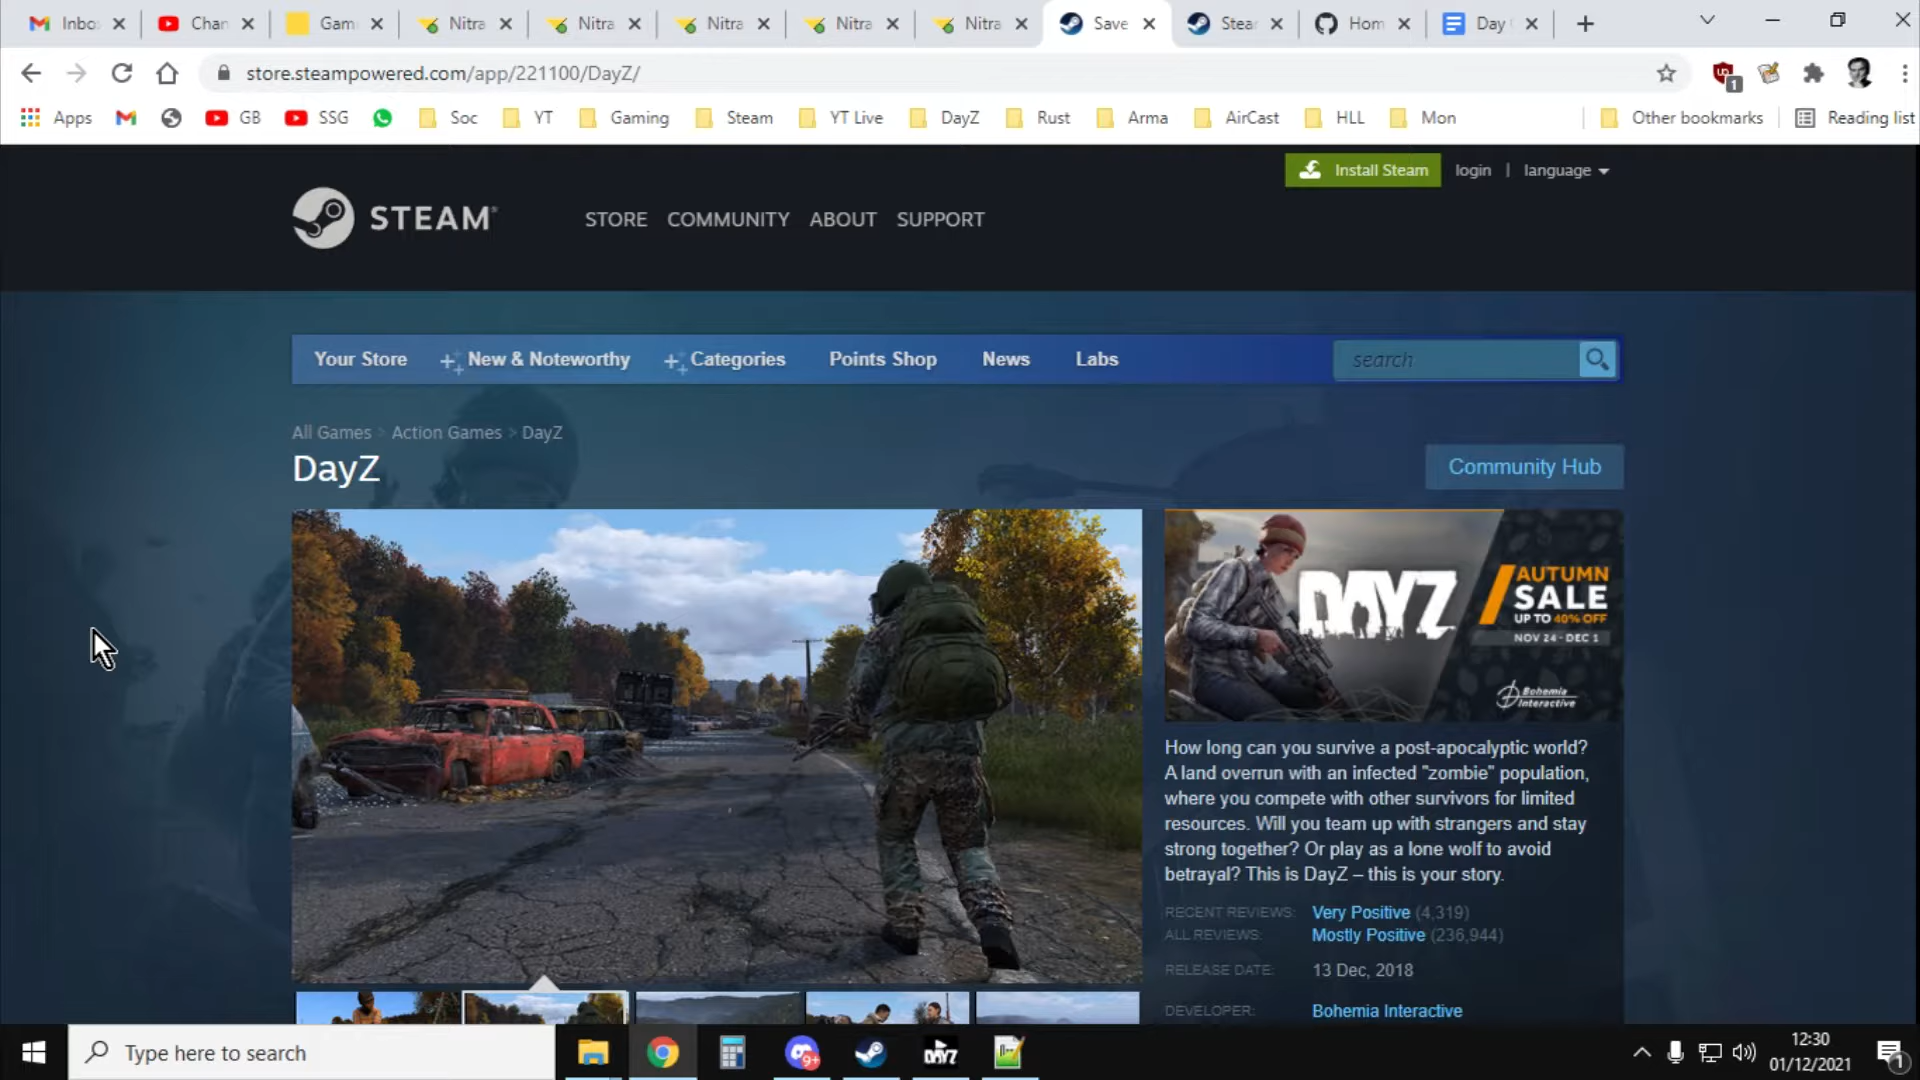 Inbo
Chan
Gam
Nitra
Nitra
Nitra
Nitra
Nitra
Save
Stear
Hom
Day
store.steampowered.com/app/221100/DayZ/
1
Apps
GB
SSG
Soc
YT
Gaming
Steam
YT Live
DayZ
Rust
Arma
AirCast
HLL
Mon
Other bookmarks
Reading list
Install Steam
login
|
language
STEAM®
STORE
COMMUNITY
ABOUT
SUPPORT
Your Store
New & Noteworthy
Categories
Points Shop
News
Labs
search
All Games > Action Games > DayZ
DayZ
Community Hub
DAYZ
AUTUMN
SALE
UP TO 40% OFF
NOV 24 - DEC 1
Bohemia
Interactive
How long can you survive a post-apocalyptic world?
A land overrun with an infected "zombie" population,
where you compete with other survivors for limited
resources. Will you team up with strangers and stay
strong together? Or play as a lone wolf to avoid
betrayal? This is DayZ – this is your story.
RECENT REVIEWS: Very Positive (4,319)
ALL REVIEWS: Mostly Positive (236,944)
RELEASE DATE: 13 Dec, 2018
DEVELOPER: Bohemia Interactive
Type here to search
9+
DAYZ
12:30
01/12/2021
1